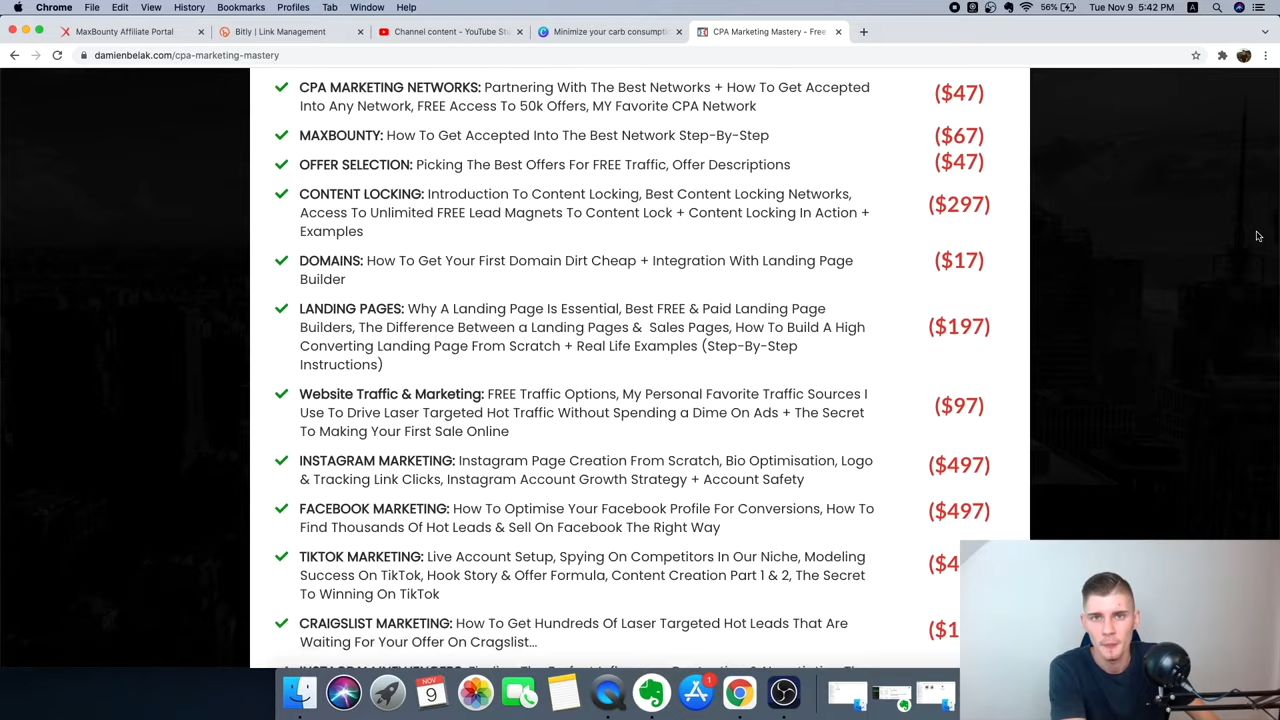 Chrome File Edit View History Bookmarks Profiles Tab Window Help 56% Tue Nov 9 5:42 PM
MaxBounty Affiliate Portal Bitly | Link Management Channel content - YouTube Stu Minimize your carb consumptio CPA Marketing Mastery - Free
damienbelak.com/cpa-marketing-mastery
CPA MARKETING NETWORKS: Partnering With The Best Networks + How To Get Accepted
Into Any Network, FREE Access To 50k Offers, MY Favorite CPA Network
($47)
MAXBOUNTY: How To Get Accepted Into The Best Network Step-By-Step
($67)
OFFER SELECTION: Picking The Best Offers For FREE Traffic, Offer Descriptions
($47)
CONTENT LOCKING: Introduction To Content Locking, Best Content Locking Networks,
Access To Unlimited FREE Lead Magnets To Content Lock + Content Locking In Action +
Examples
($297)
DOMAINS: How To Get Your First Domain Dirt Cheap + Integration With Landing Page
Builder
($17)
LANDING PAGES: Why A Landing Page Is Essential, Best FREE & Paid Landing Page
Builders, The Difference Between a Landing Pages & Sales Pages, How To Build A High
Converting Landing Page From Scratch + Real Life Examples (Step-By-Step
Instructions)
($197)
Website Traffic & Marketing: FREE Traffic Options, My Personal Favorite Traffic Sources I
Use To Drive Laser Targeted Hot Traffic Without Spending a Dime On Ads + The Secret
To Making Your First Sale Online
($97)
INSTAGRAM MARKETING: Instagram Page Creation From Scratch, Bio Optimisation, Logo
& Tracking Link Clicks, Instagram Account Growth Strategy + Account Safety
($497)
FACEBOOK MARKETING: How To Optimise Your Facebook Profile For Conversions, How To
Find Thousands Of Hot Leads & Sell On Facebook The Right Way
($497)
TIKTOK MARKETING: Live Account Setup, Spying On Competitors In Our Niche, Modeling
Success On TikTok, Hook Story & Offer Formula, Content Creation Part 1 & 2, The Secret
To Winning On TikTok
($4
CRAIGSLIST MARKETING: How To Get Hundreds Of Laser Targeted Hot Leads That Are
Waiting For Your Offer On Cragslist...
($1
NOV
9
1